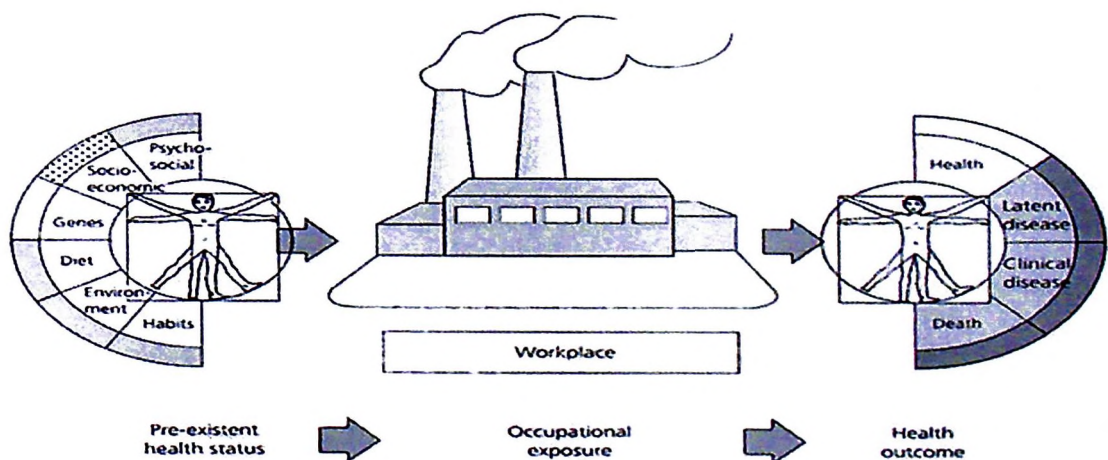 Psycho-
social
Socio-
economic
Genes
Diet
Environ-
ment
Habits
Health
Latent
disease
Clinical
disease
Death
Workplace
Pre-existent
health status
Occupational
exposure
Health
outcome